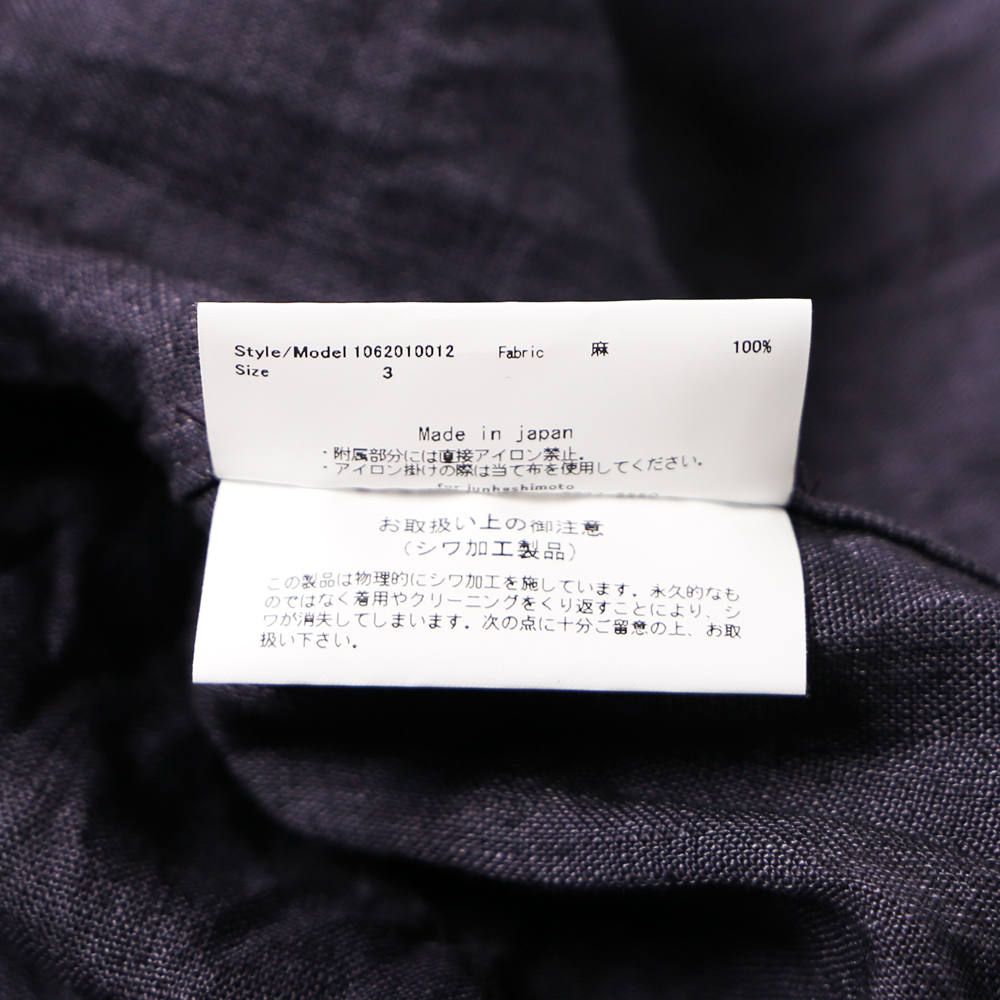 Style/Model 1062010012 Fabric 麻 100%
Size 3
Made in japan
・附属部分には直接アイロン禁止.
・アイロン掛けの際は当て布を使用してください.
for junhashimoto
お取扱い上の御注意
(シワ加工製品)
この製品は物理的にシワ加工を施しています. 永久的なも
のではなく着用やクリーニングをくり返すことにより、シ
ワが消失してしまいます. 次の点に十分ご留意の上、お取
扱い下さい.